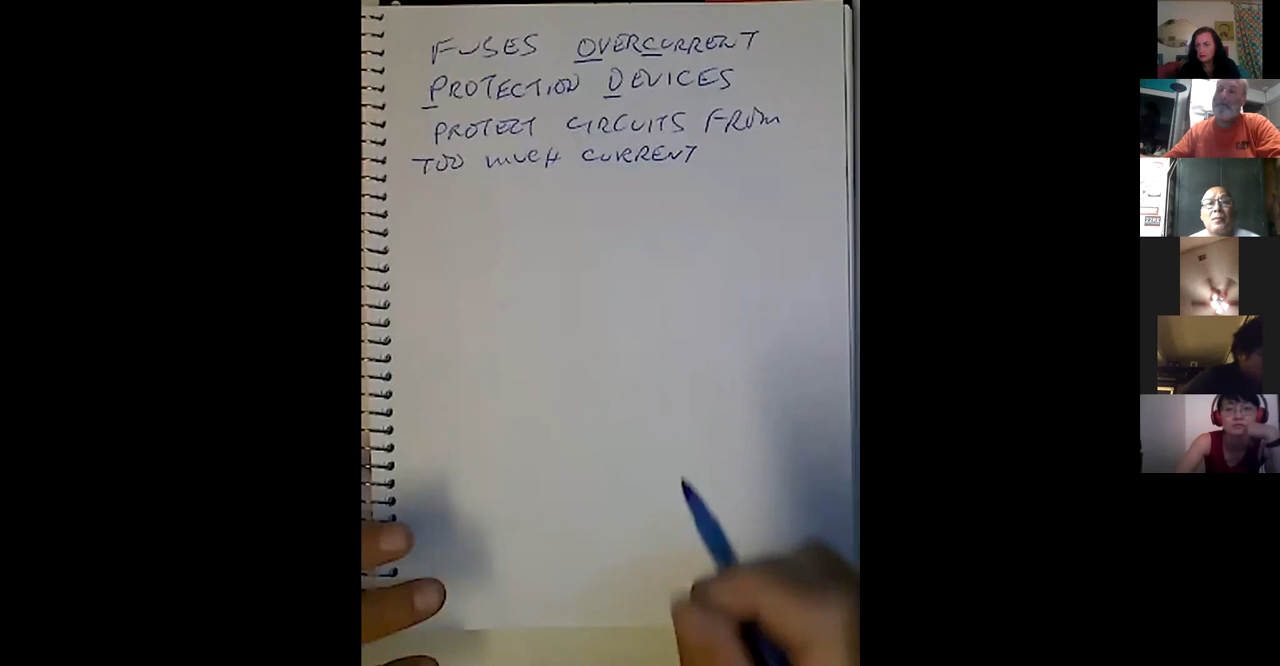 FUSES OVERCURRENT
PROTECTION DEVICES
PROTECT CIRCUITS FROM
TOO MUCH CURRENT